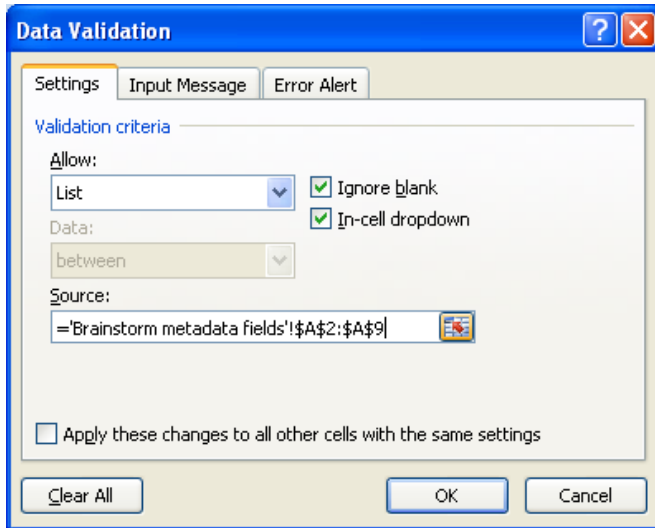 Data Validation
Settings Input Message Error Alert
Validation criteria
Allow:
List
Ignore blank
Data:
In-cell dropdown
between
Source:
='Brainstorm metadata fields'!$A$2:$A$9
Apply these changes to all other cells with the same settings
Clear All OK Cancel